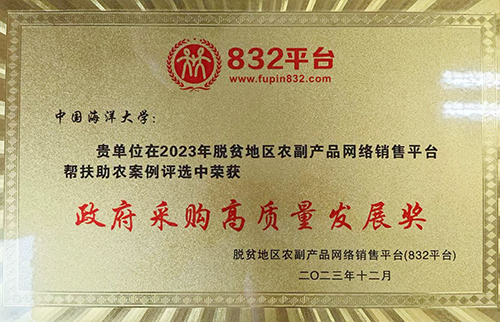 832平台
www.fupin832.com
中国海洋大学：
贵单位在2023年脱贫地区农副产品网络销售平台
帮扶助农案例评选中荣获
政府采购高质量发展奖
脱贫地区农副产品网络销售平台(832平台)
二〇二三年十二月